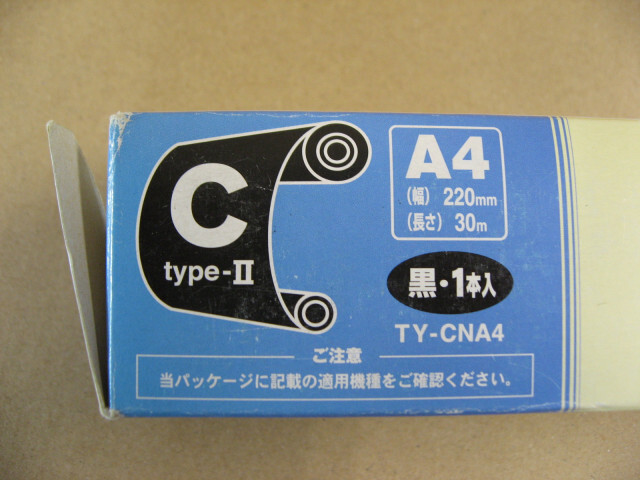 C
type-II
A4
(幅) 220mm
(長さ) 30m
黒・1本入
TY-CNA4
ご注意
当パッケージに記載の適用機種をご確認ください。